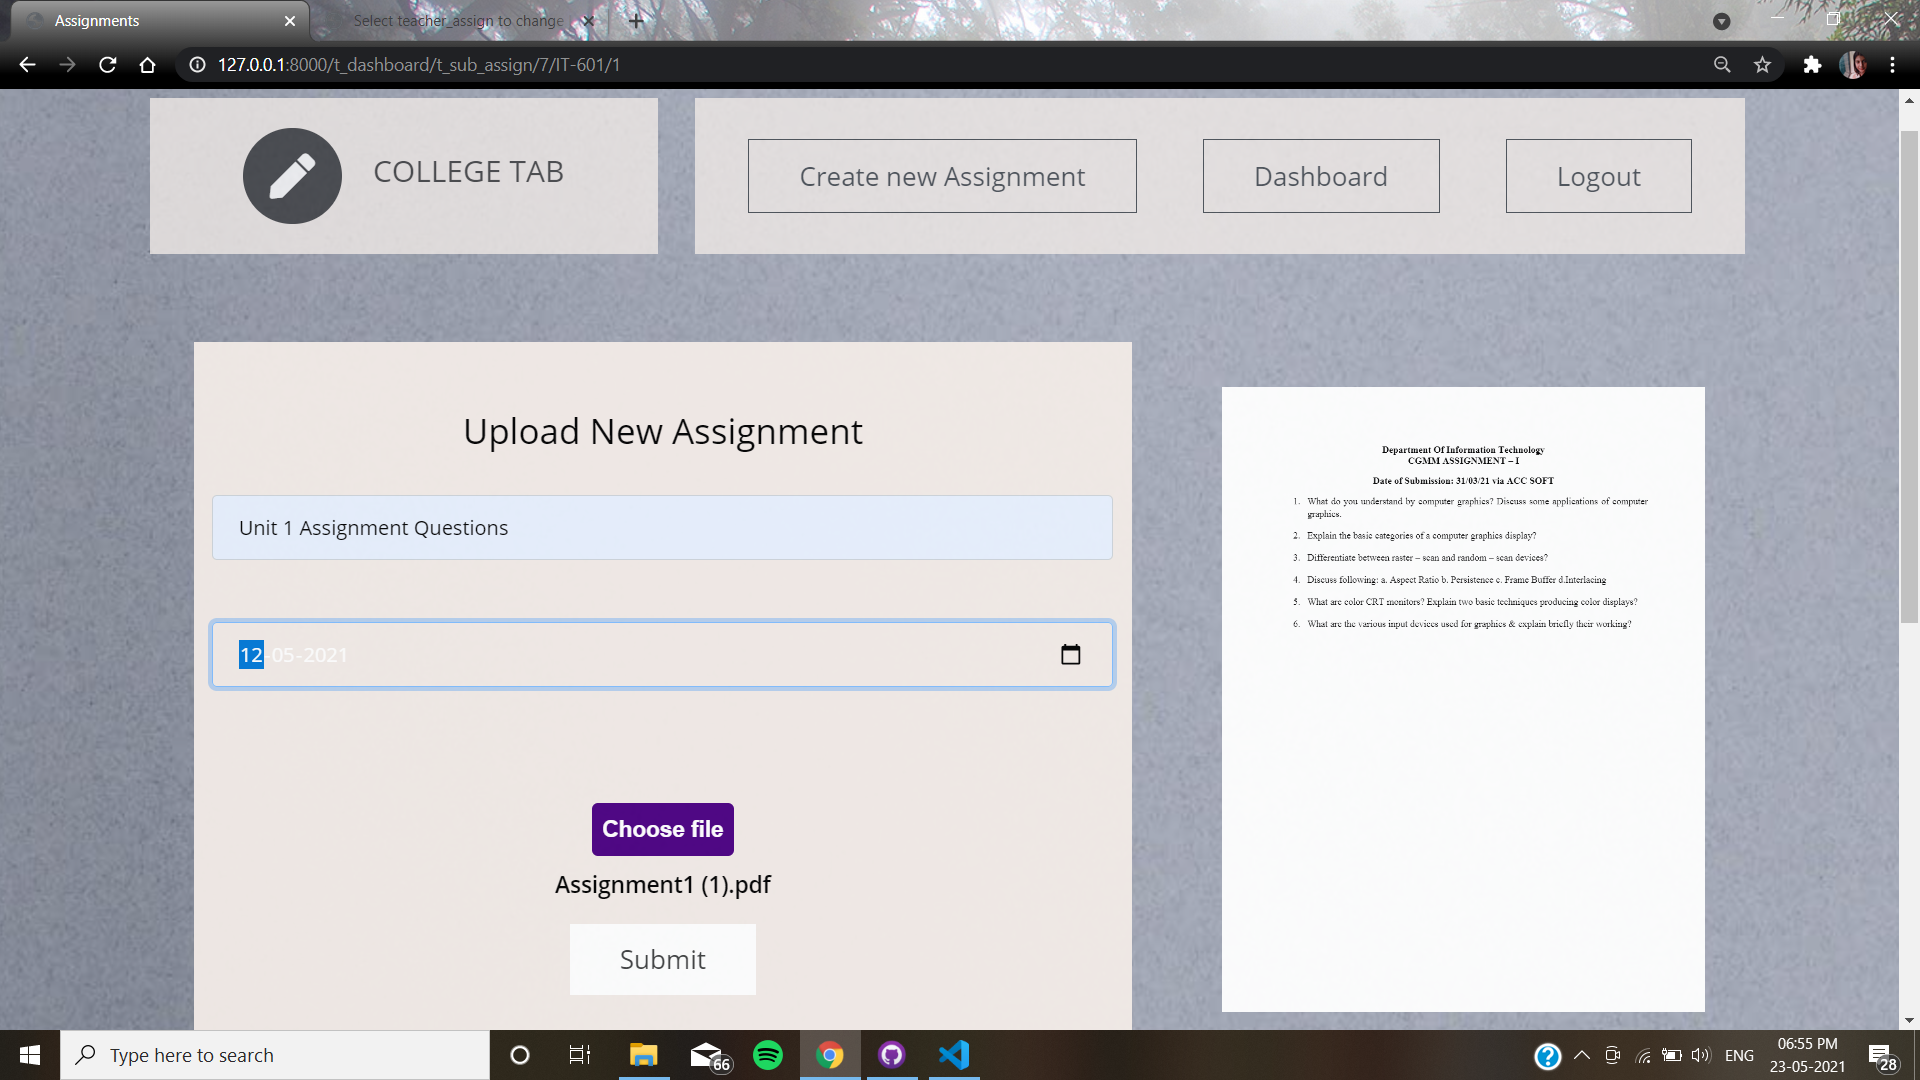 Assignments
Select teacher_assign to change
127.0.0.1:8000/t_dashboard/t_sub_assign/7/IT-601/1
COLLEGE TAB
Create new Assignment
Dashboard
Logout
Upload New Assignment
Unit 1 Assignment Questions
12-05-2021
Choose file
Assignment1 (1).pdf
Submit
Department Of Information Technology
CGMM ASSIGNMENT – I
Date of Submission: 31/03/21 via ACC SOFT
1. What do you understand by computer graphics? Discuss some applications of computer
graphics.
2. Explain the basic categories of a computer graphics display?
3. Differentiate between raster – scan and random – scan devices?
4. Discuss following: a. Aspect Ratio b. Persistence c. Frame Buffer d.Interlacing
5. What are color CRT monitors? Explain two basic techniques producing color displays?
6. What are the various input devices used for graphics & explain briefly their working?
Type here to search
66
ENG
06:55 PM
23-05-2021
28